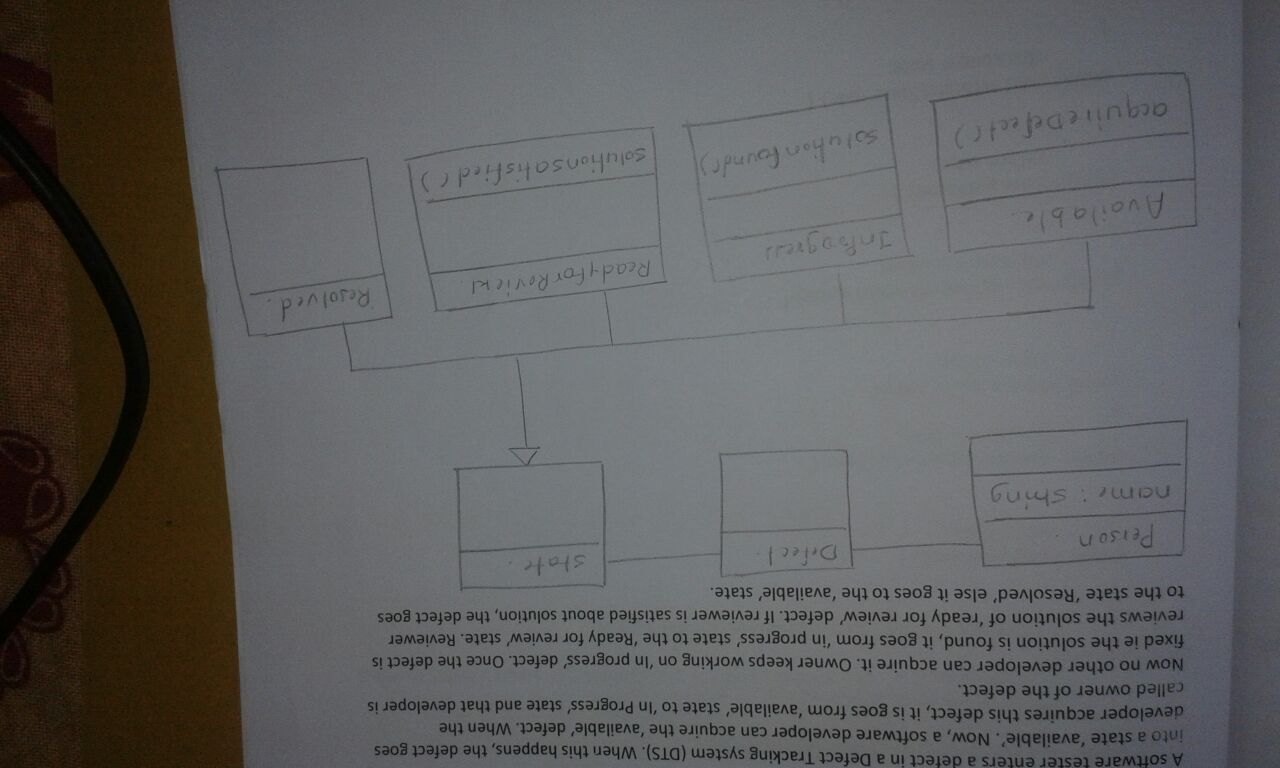 A software tester enters a defect in a Defect Tracking system (DTS). When this happens, the defect goes
into a state ‘available’. Now, a software developer can acquire the ‘available’ defect. When the
developer acquires this defect, it is goes from ‘available’ state to ‘In Progress’ state and that developer is
called owner of the defect.
Now no other developer can acquire it. Owner keeps working on ‘In progress’ defect. Once the defect is
fixed ie the solution is found, it goes from ‘in progress’ state to the ‘Ready for review’ state. Reviewer
reviews the solution of ‘ready for review’ defect. If reviewer is satisfied about solution, the defect goes
to the state ‘Resolved’ else it goes to the ‘available’ state.
Person
name: String
Defect.
State.
Available.
acquireDefect()
InProgress
solutionfound()
ReadyForReview.
solutionsatisfied()
Resolved.